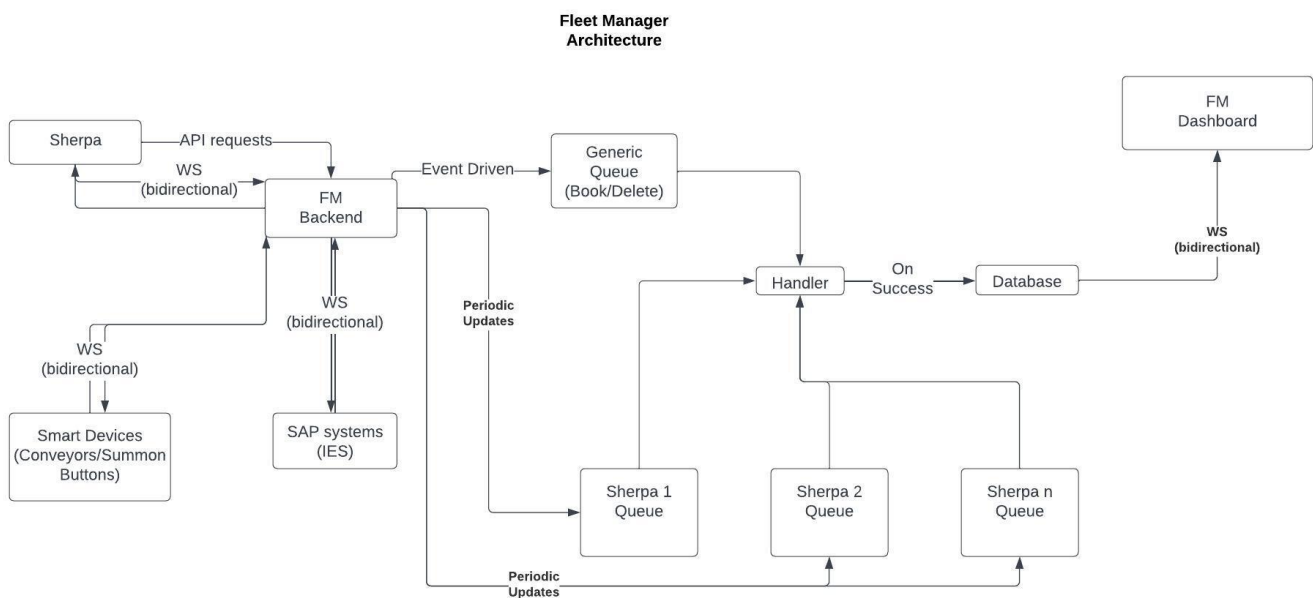 Fleet Manager
Architecture
FM
Dashboard
Sherpa
API requests
WS
(bidirectional)
FM
Backend
Event Driven
Generic
Queue
(Book/Delete)
Handler
On
Success
Database
WS
(bidirectional)
WS
(bidirectional)
Periodic
Updates
WS
(bidirectional)
Smart Devices
(Conveyors/Summon
Buttons)
SAP systems
(IES)
Sherpa 1
Queue
Sherpa 2
Queue
Sherpa n
Queue
Periodic
Updates